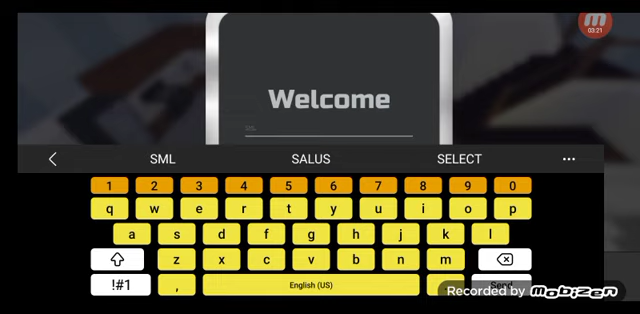 m
03:21
Welcome
SML SALUS SELECT ...
1 2 3 4 5 6 7 8 9 0
q w e r t y u i o p
a s d f g h j k l
z x c v b n m
!#1 , English (US) . Send
Recorded by mobizen